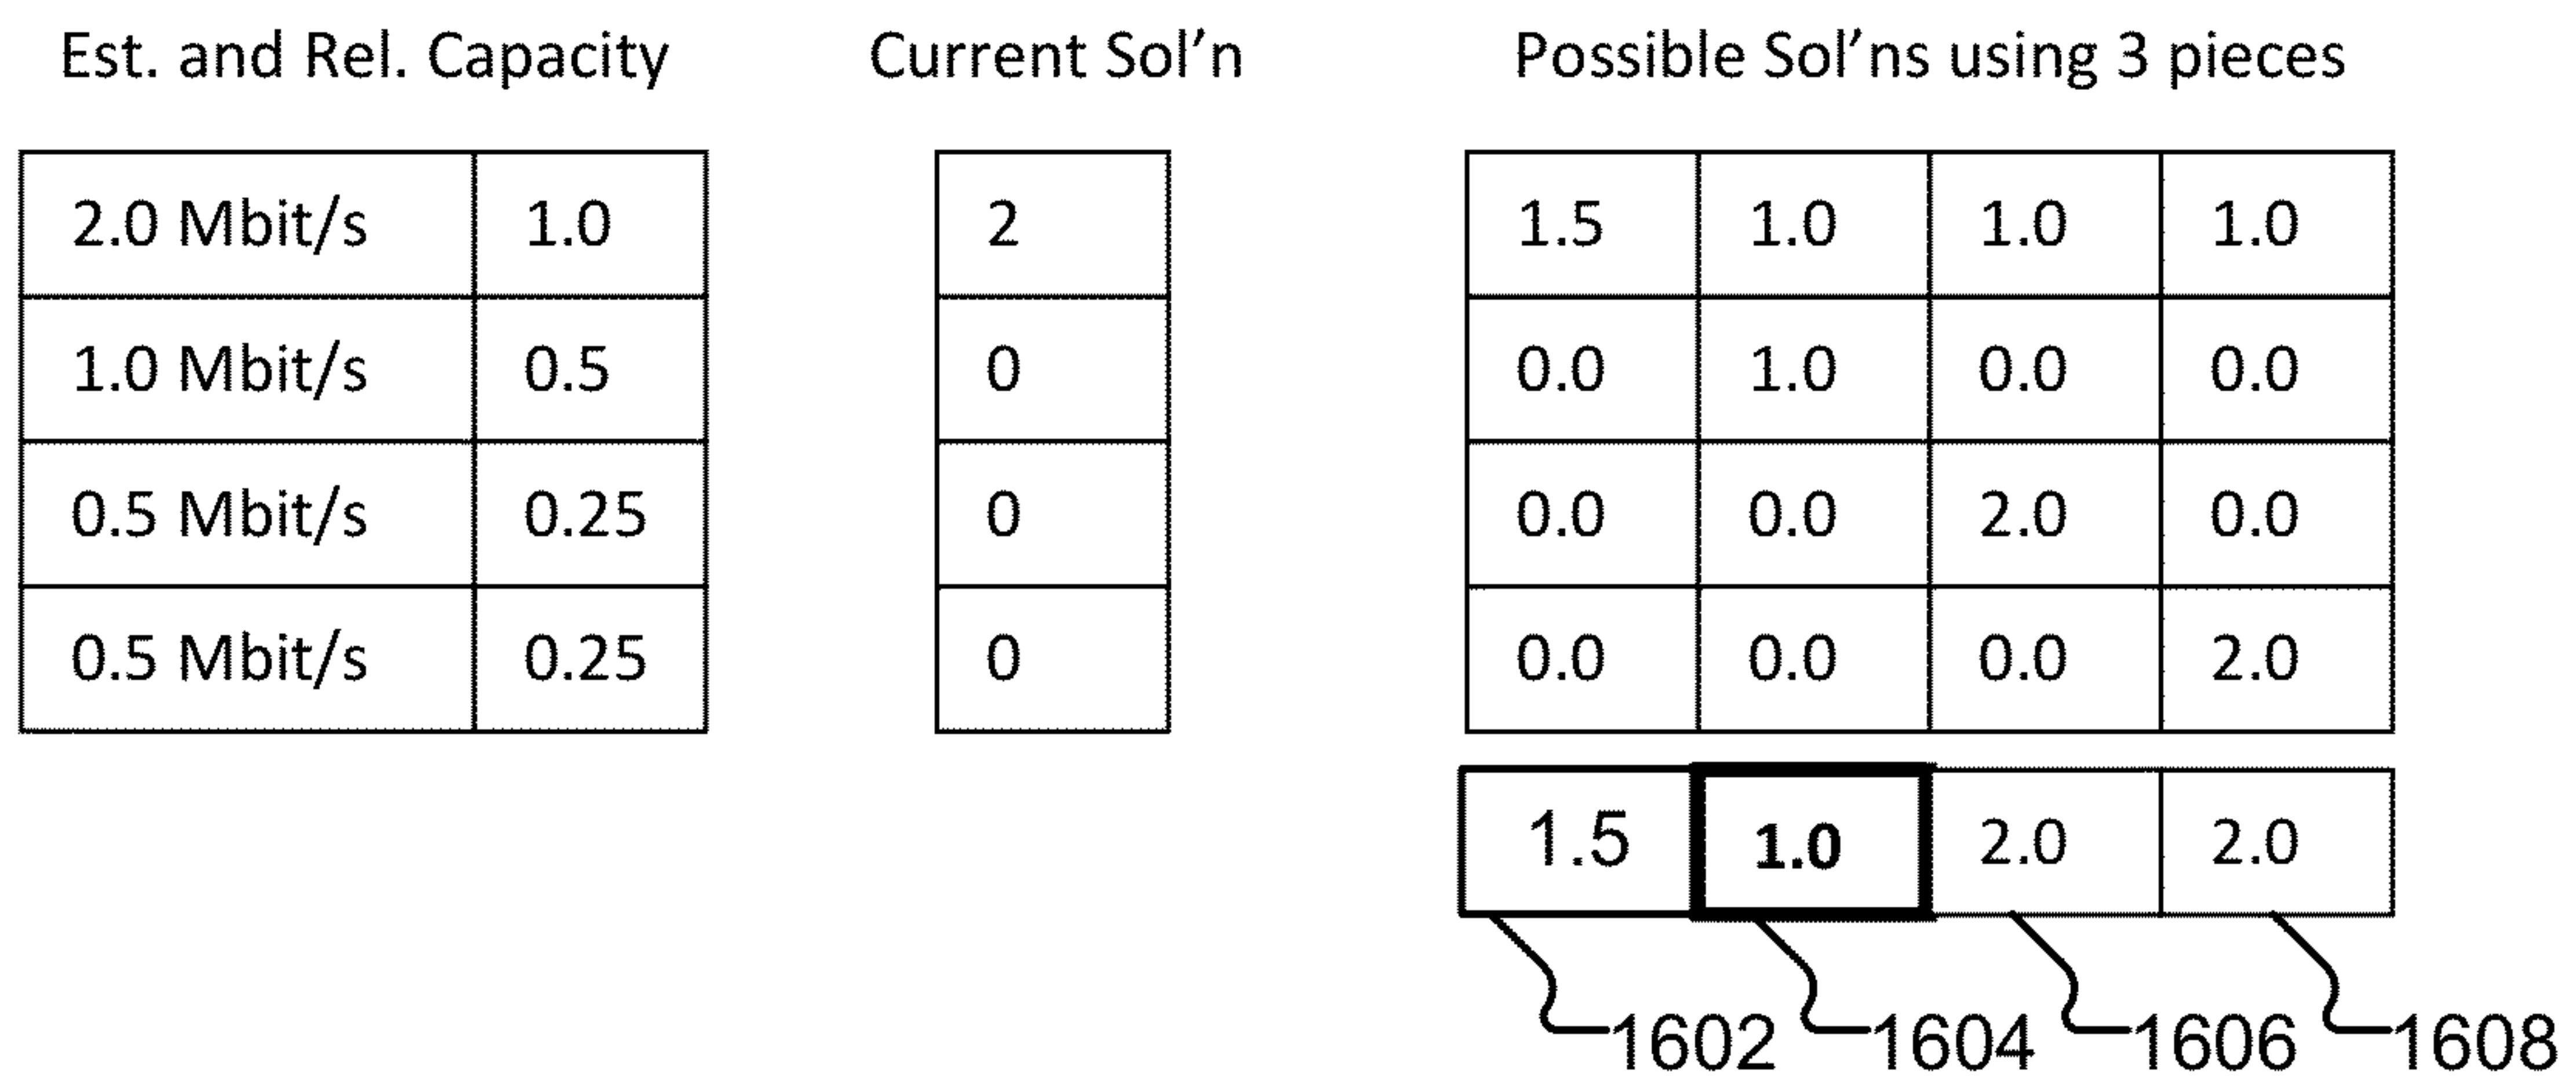 Est. and Rel. Capacity Current Sol’n Possible Sol’ns using 3 pieces
2.0 Mbit/s 1.0 2 1.5 1.0 1.0 1.0
1.0 Mbit/s 0.5 0 0.0 1.0 0.0 0.0
0.5 Mbit/s 0.25 0 0.0 0.0 2.0 0.0
0.5 Mbit/s 0.25 0 0.0 0.0 0.0 2.0
1.5 1.0 2.0 2.0
1602 1604 1606 1608